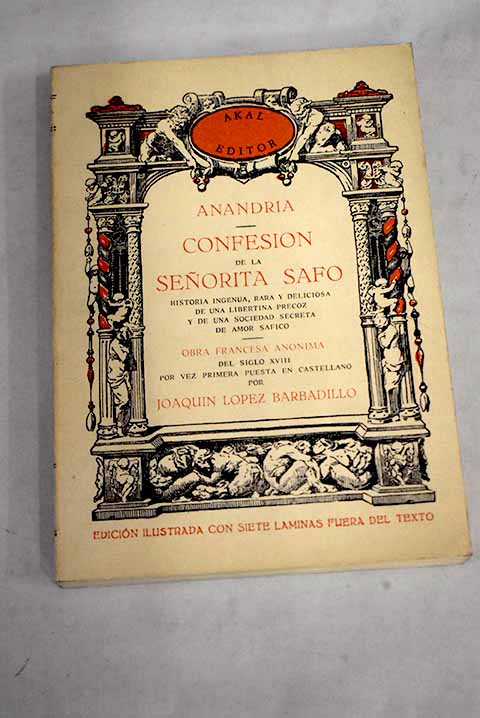 AKAL
EDITOR
ANANDRIA
CONFESION
DE LA
SEÑORITA SAFO
HISTORIA INGENUA, RARA Y DELICIOSA
DE UNA LIBERTINA PRECOZ
Y DE UNA SOCIEDAD SECRETA
DE AMOR SAFICO
OBRA FRANCESA ANONIMA
DEL SIGLO XVIII
POR VEZ PRIMERA PUESTA EN CASTELLANO
POR
JOAQUIN LOPEZ BARBADILLO
EDICIÓN ILUSTRADA CON SIETE LAMINAS FUERA DEL TEXTO